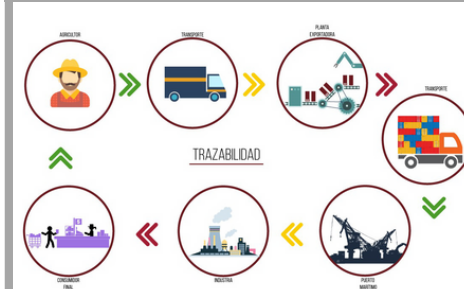 AGRICULTOR
TRANSPORTE
PLANTA
EXPORTADORA
TRANSPORTE
TRAZABILIDAD
CONSUMIDOR
FINAL
INDUSTRIA
PUERTO
MARITIMO